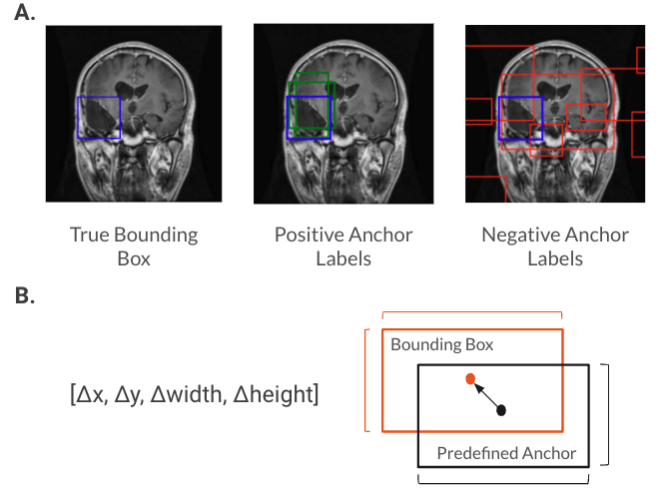 A.
True Bounding
Box
Positive Anchor
Labels
Negative Anchor
Labels
B.
[Δx, Δy, Δwidth, Δheight]
Bounding Box
Predefined Anchor